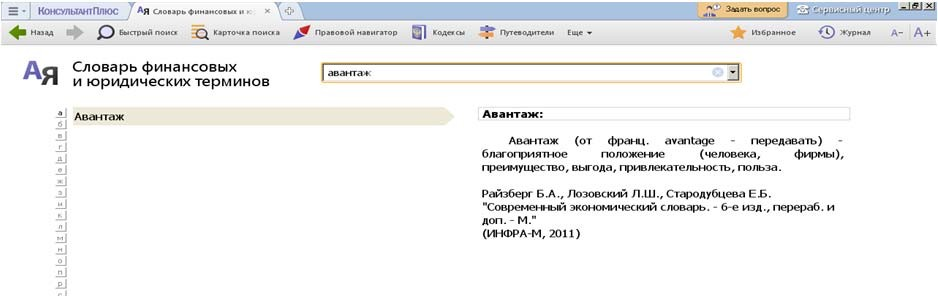 КонсультантПлюс Словарь финансовых и ю Задать вопрос Сервисный центр
Назад Быстрый поиск Карточка поиска Правовой навигатор Кодексы Путеводители Еще Избранное Журнал А- А+
Ая Словарь финансовых
и юридических терминов
авантаж
а
б
в
г
д
е
ж
з
и
к
л
м
н
о
п
р
с
Авантаж
Авантаж:
Авантаж (от франц. avantage - передавать) -
благоприятное положение (человека, фирмы),
преимущество, выгода, привлекательность, польза.
Райзберг Б.А., Лозовский Л.Ш., Стародубцева Е.Б.
"Современный экономический словарь. - 6-е изд., перераб. и
доп. - М."
(ИНФРА-М, 2011)